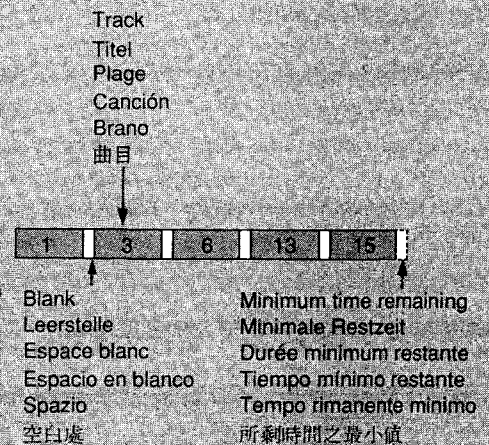 Track
Titel
Plage
Canción
Brano
曲目
1 3 6 13 15
Blank
Leerstelle
Espace blanc
Espacio en blanco
Spazio
空白處
Minimum time remaining
Minimale Restzeit
Durée minimum restante
Tiempo mínimo restante
Tempo rimanente minimo
所剩時間之最小値